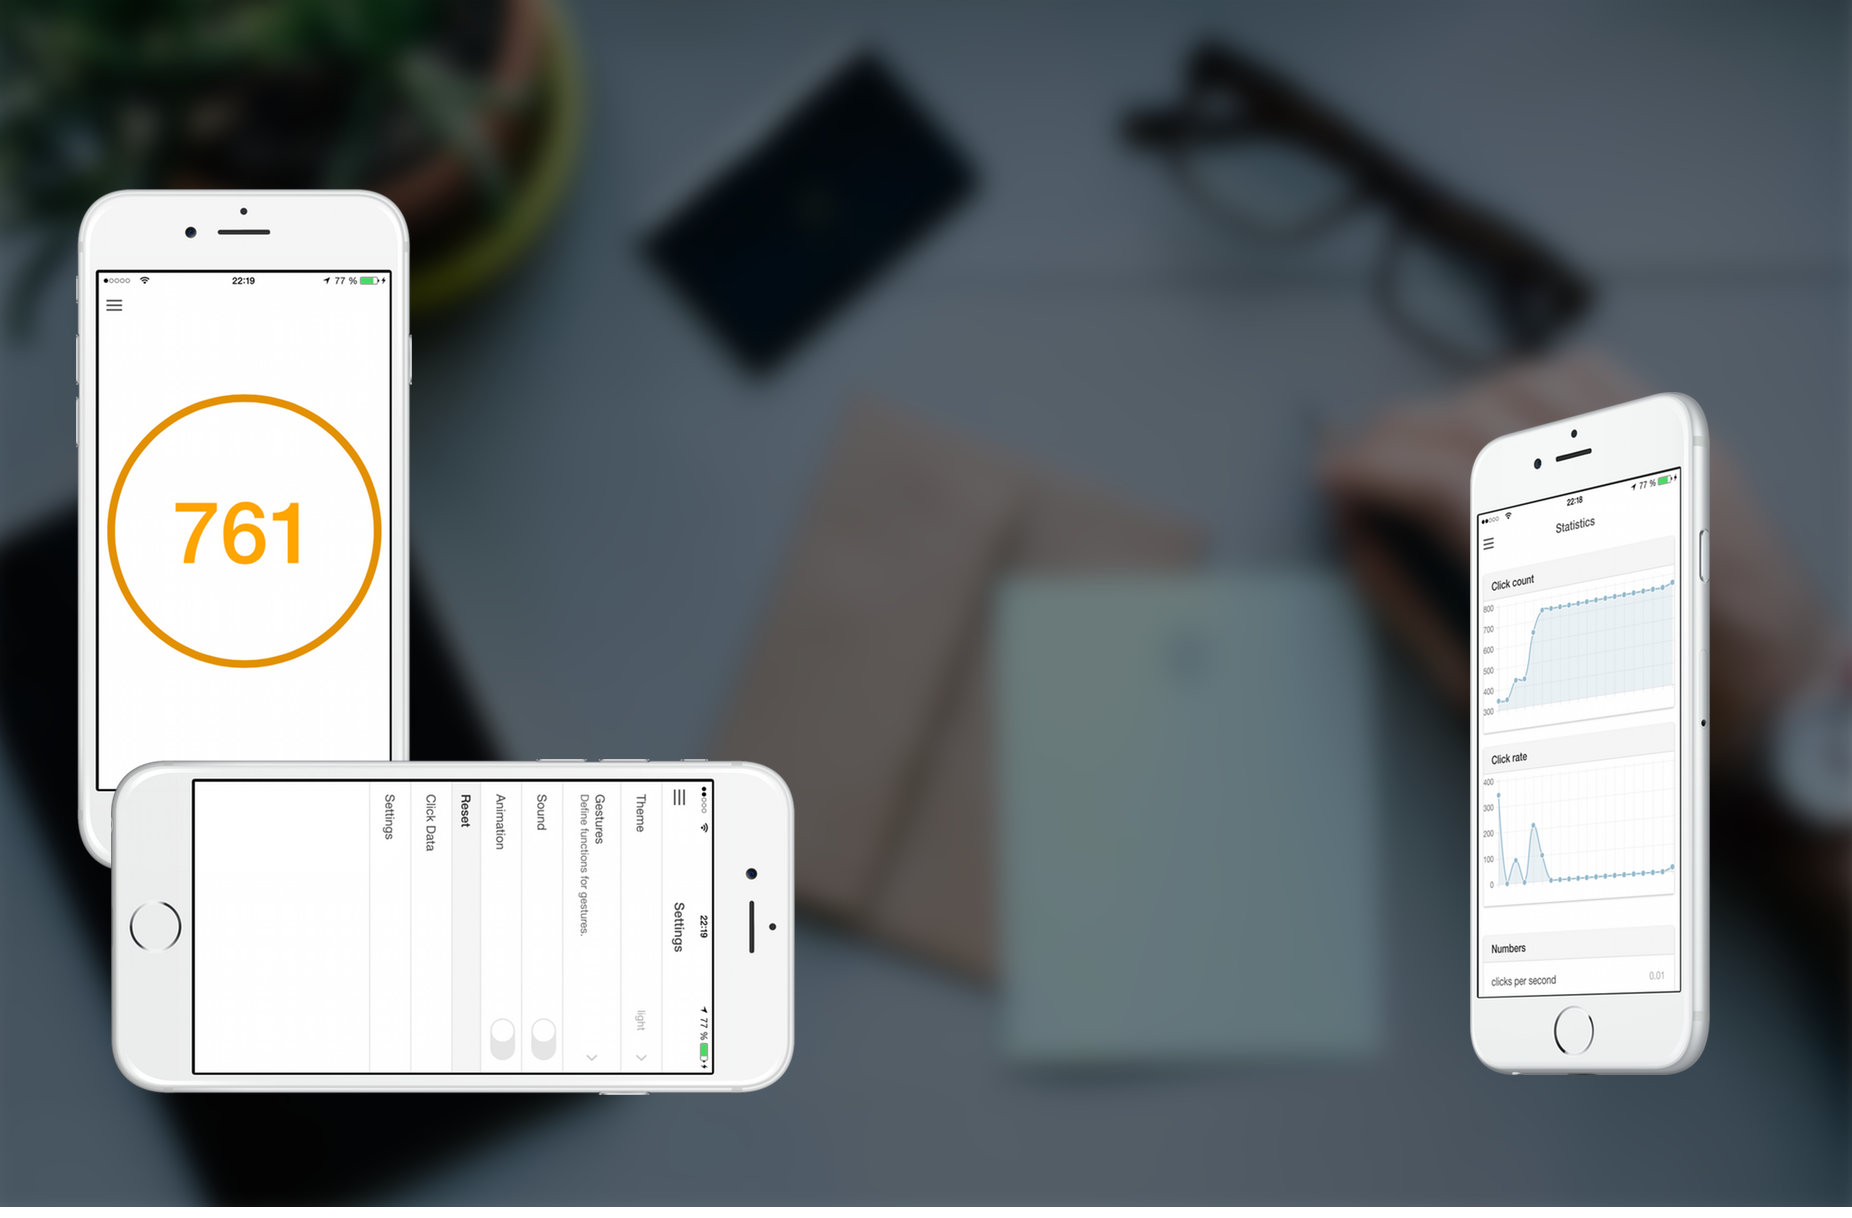 22:19
77 %
761
22:19
77 %
Settings
Theme
light
Gestures
Define functions for gestures.
Sound
Animation
Reset
Click Data
Settings
22:18
77 %
Statistics
Click count
800
700
600
500
400
300
Click rate
400
300
200
100
0
Numbers
clicks per second
0.01